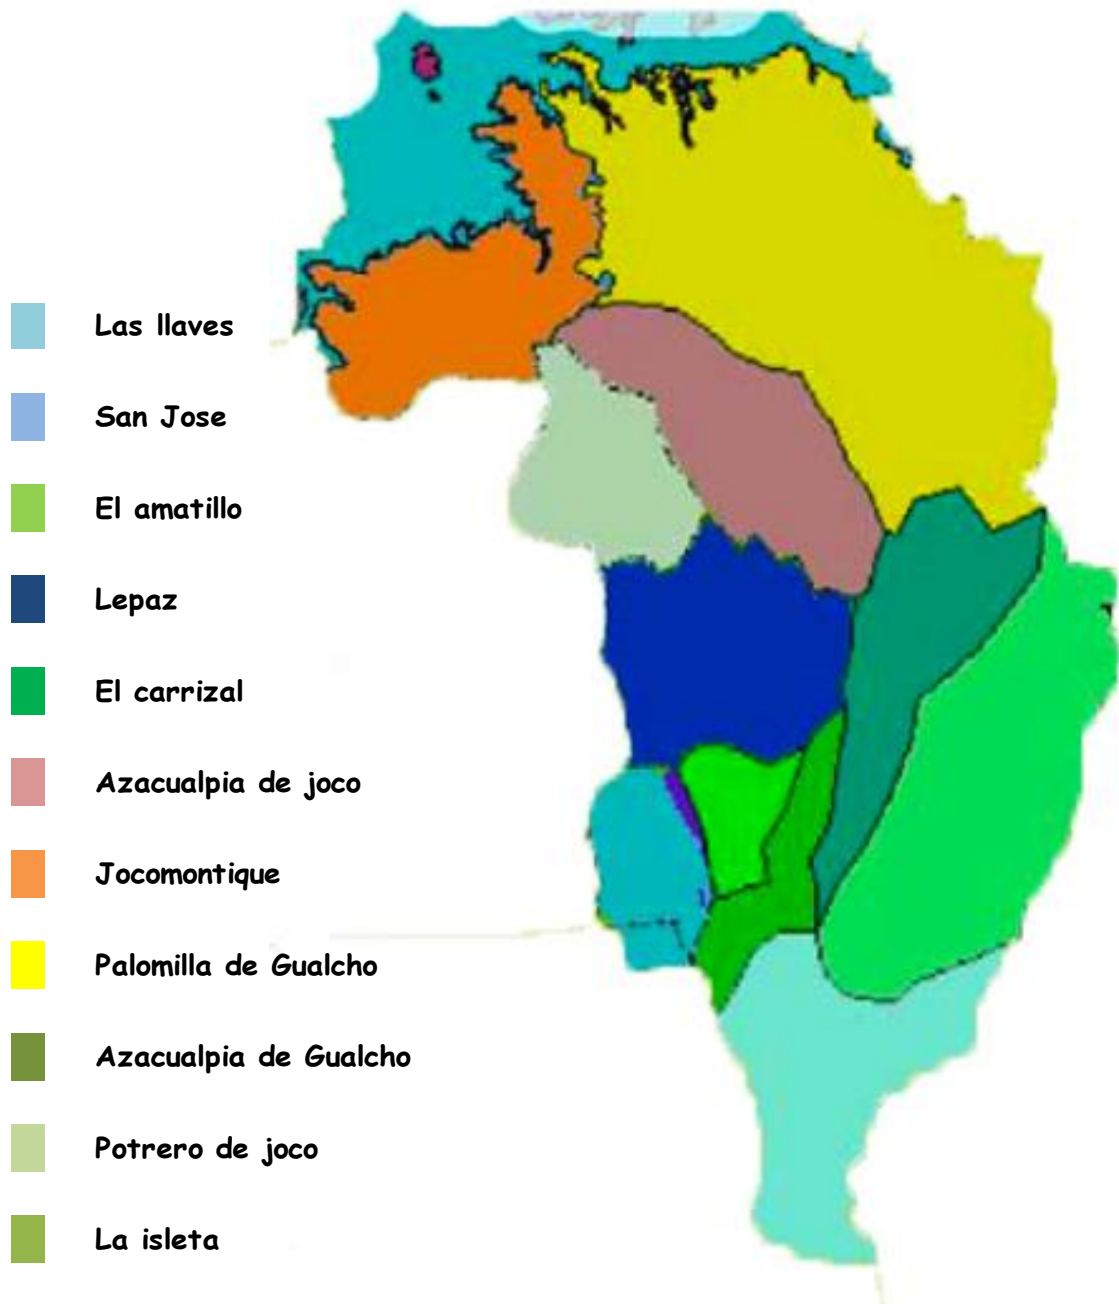 Las llaves
San Jose
El amatillo
Lepaz
El carrizal
Azacualpia de joco
Jocomontique
Palomilla de Gualcho
Azacualpia de Gualcho
Potrero de joco
La isleta